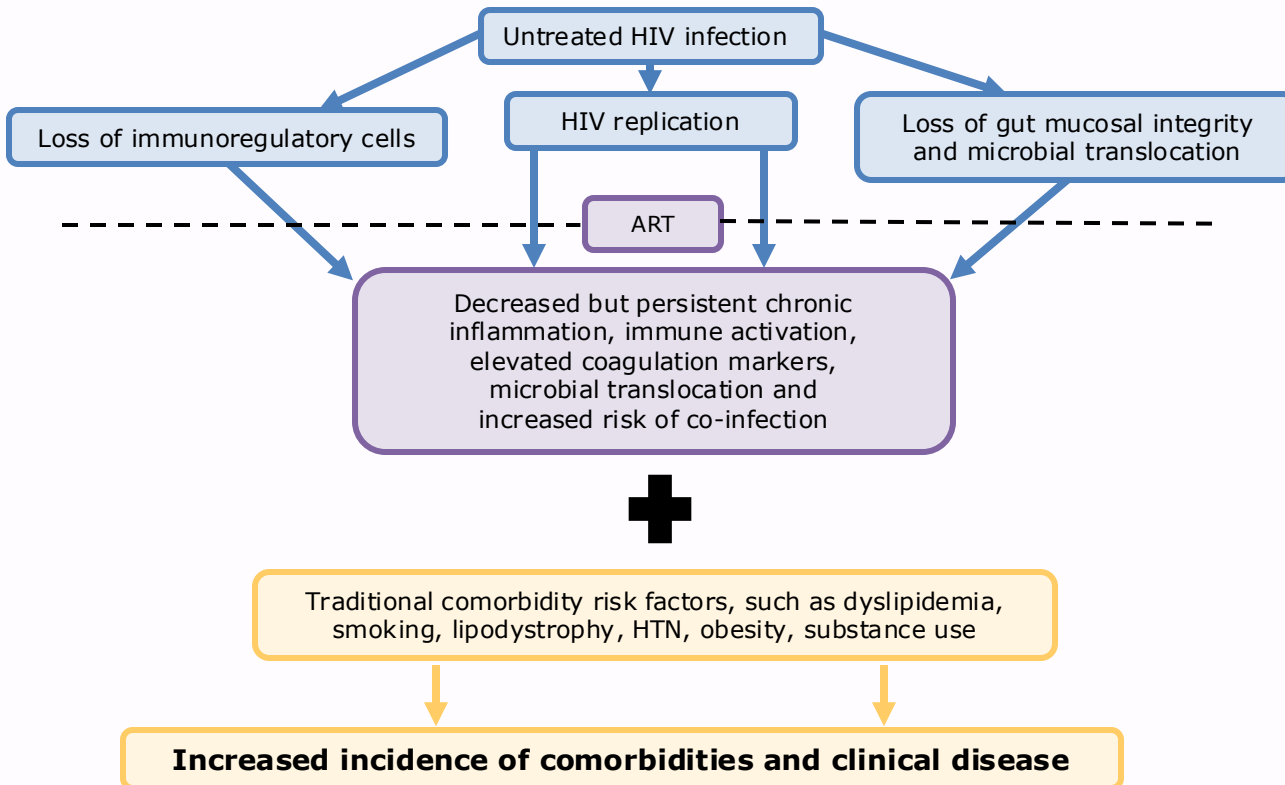 Untreated HIV infection
Loss of immunoregulatory cells
HIV replication
Loss of gut mucosal integrity
and microbial translocation
ART
Decreased but persistent chronic
inflammation, immune activation,
elevated coagulation markers,
microbial translocation and
increased risk of co-infection
Traditional comorbidity risk factors, such as dyslipidemia,
smoking, lipodystrophy, HTN, obesity, substance use
Increased incidence of comorbidities and clinical disease